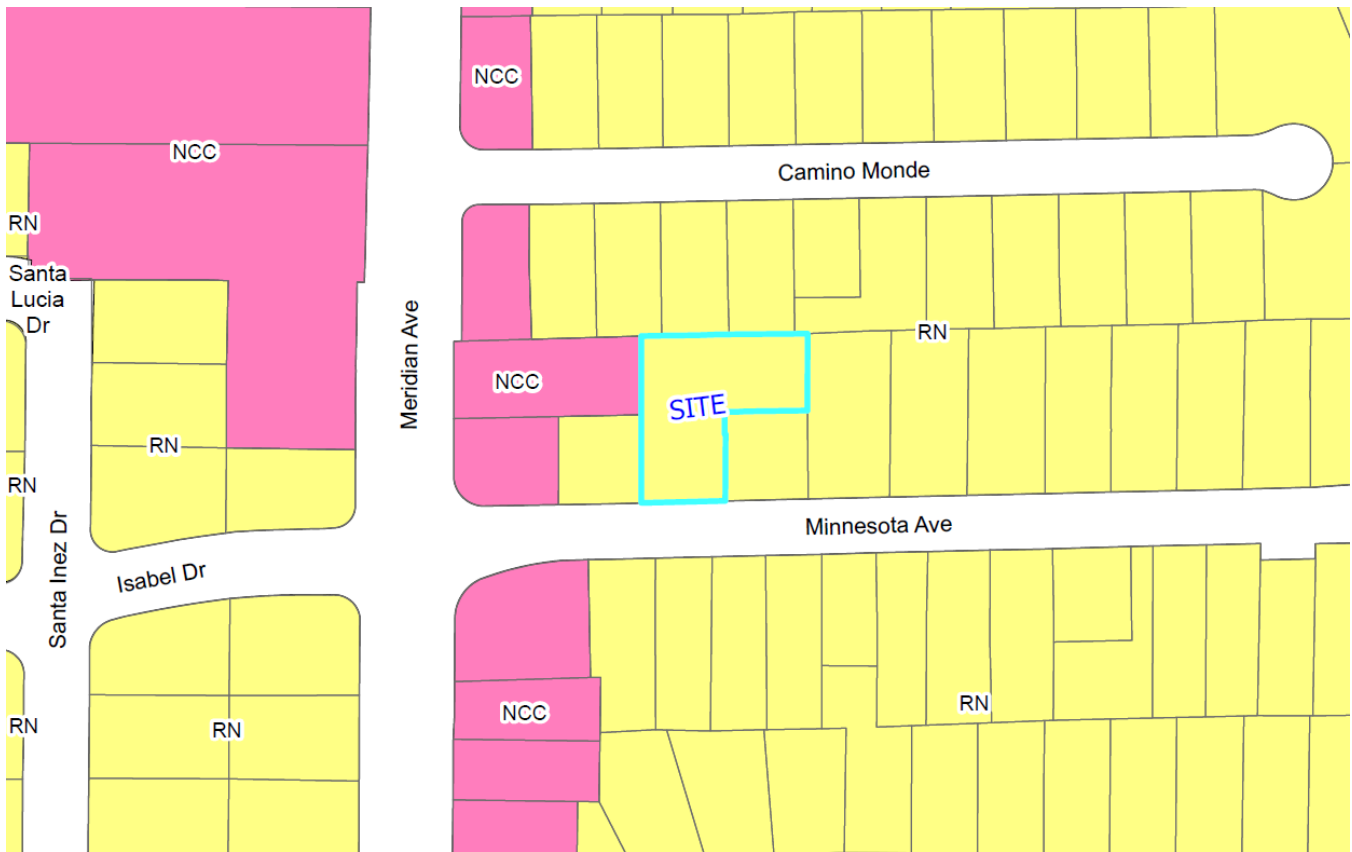 NCC
NCC
Camino Monde
RN
Santa
Lucia
Dr
Meridian Ave
RN
NCC
SITE
RN
RN
Minnesota Ave
Santa Inez Dr
Isabel Dr
RN
NCC
RN
RN